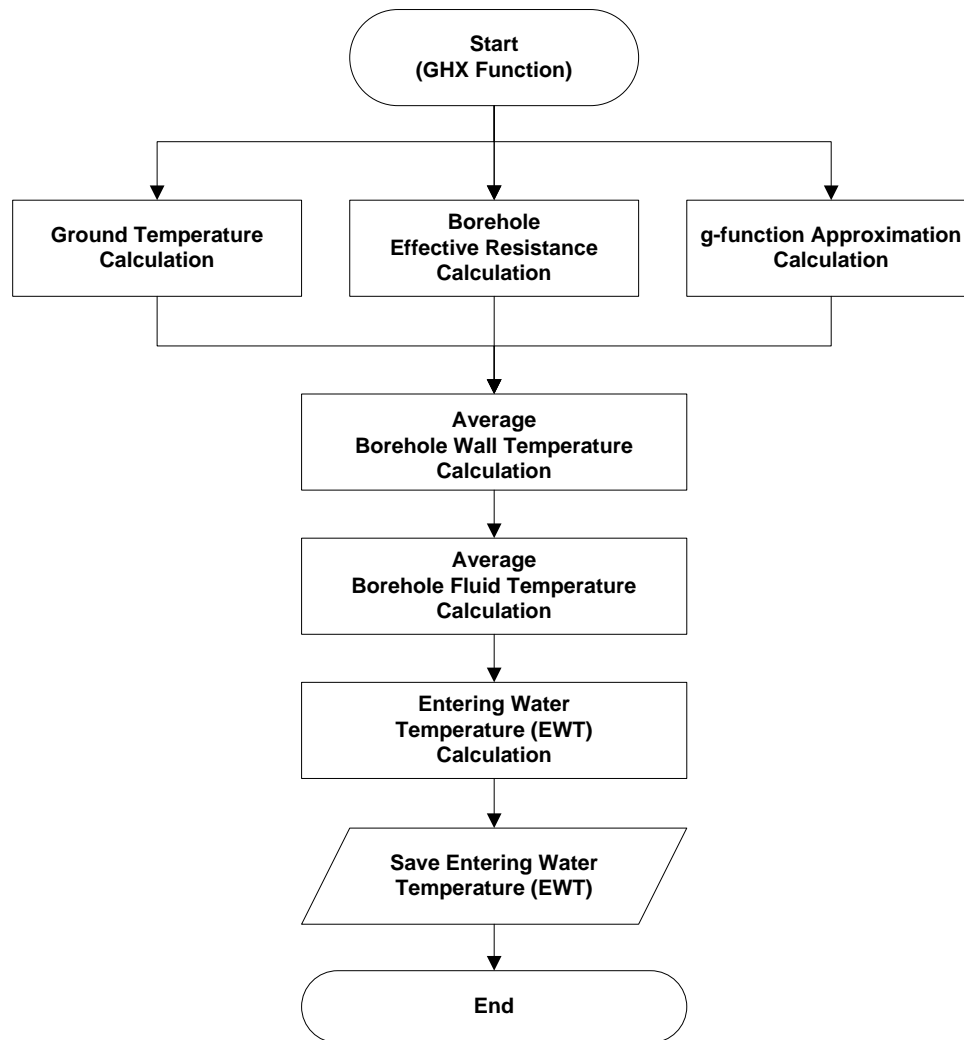 Start
(GHX Function)
Ground Temperature
Calculation
Borehole
Effective Resistance
Calculation
g-function Approximation
Calculation
Average
Borehole Wall Temperature
Calculation
Average
Borehole Fluid Temperature
Calculation
Entering Water
Temperature (EWT)
Calculation
Save Entering Water
Temperature (EWT)
End